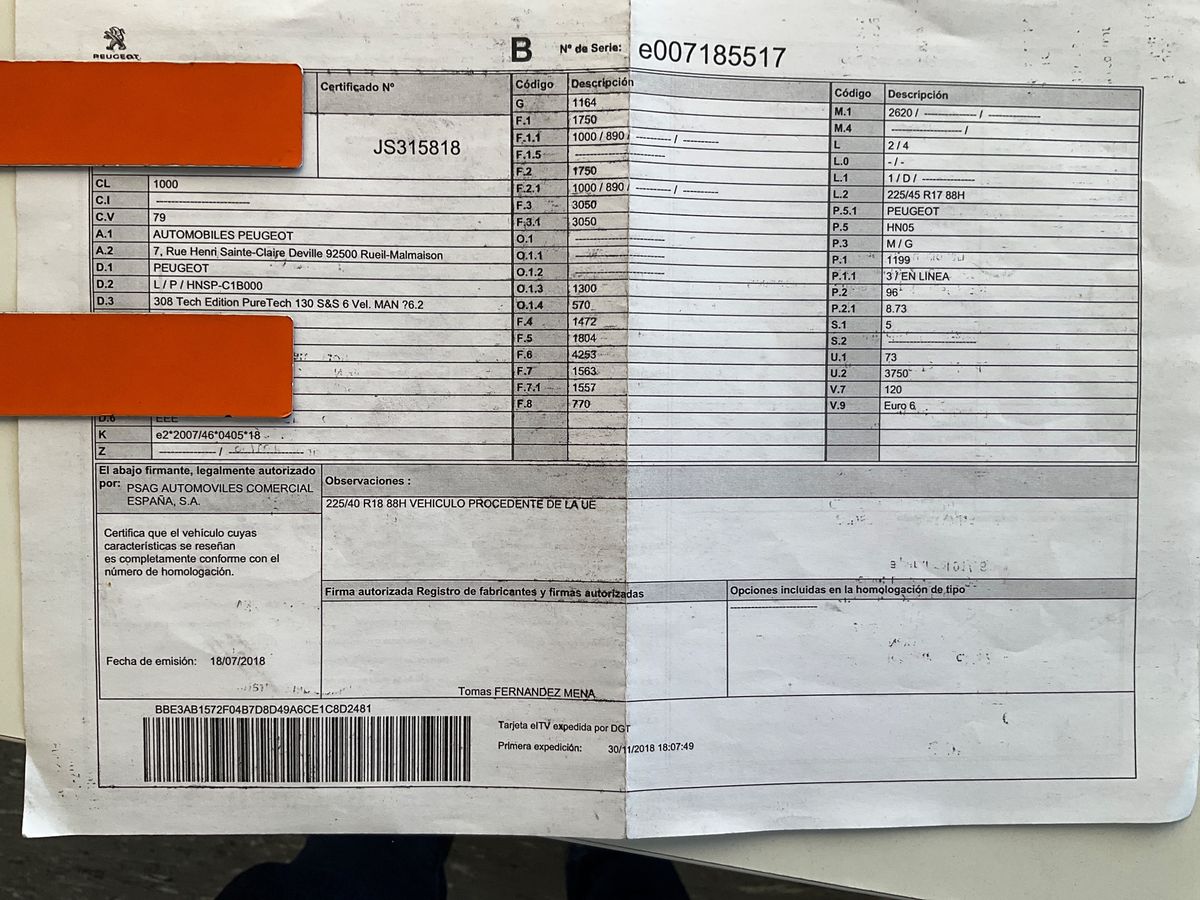 PEUGEOT
B Nº de Serie: e007185517
Certificado Nº
JS315818
CL 1000
C.I ----------
C.V 79
A.1 AUTOMOBILES PEUGEOT
A.2 7, Rue Henri Sainte-Claire Deville 92500 Rueil-Malmaison
D.1 PEUGEOT
D.2 L / P / HNSP-C1B000
D.3 308 Tech Edition PureTech 130 S&S 6 Vel. MAN ?6.2
D.6 EEE
K e2*2007/46*0405*18
Z ---------- / ----------
Código Descripción
G 1164
F.1 1750
F.1.1 1000 / 890 / ---------- / ----------
F.1.5 ----------
F.2 1750
F.2.1 1000 / 890 / ---------- / ----------
F.3 3050
F.3.1 3050
O.1 ----------
O.1.1 ----------
O.1.2 ----------
O.1.3 1300
O.1.4 570
F.4 1472
F.5 1804
F.6 4253
F.7 1563
F.7.1 1557
F.8 770
Código Descripción
M.1 2620 / ---------- / ----------
M.4 ---------- /
L 2 / 4
L.0 - / -
L.1 1 / D / ----------
L.2 225/45 R17 88H
P.5.1 PEUGEOT
P.5 HN05
P.3 M / G
P.1 1199
P.1.1 3 / EN LINEA
P.2 96
P.2.1 8.73
S.1 5
S.2 ----------
U.1 73
U.2 3750
V.7 120
V.9 Euro 6
El abajo firmante, legalmente autorizado
por: PSAG AUTOMOVILES COMERCIAL
ESPAÑA, S.A.
Certifica que el vehículo cuyas
características se reseñan
es completamente conforme con el
número de homologación.
Fecha de emisión: 18/07/2018
Observaciones :
225/40 R18 88H VEHICULO PROCEDENTE DE LA UE
Firma autorizada Registro de fabricantes y firmas autorizadas
Tomas FERNANDEZ MENA
Opciones incluidas en la homologación de tipo
----------
BBE3AB1572F04B7D8D49A6CE1C8D2481
Tarjeta eITV expedida por DGT
Primera expedición: 30/11/2018 18:07:49